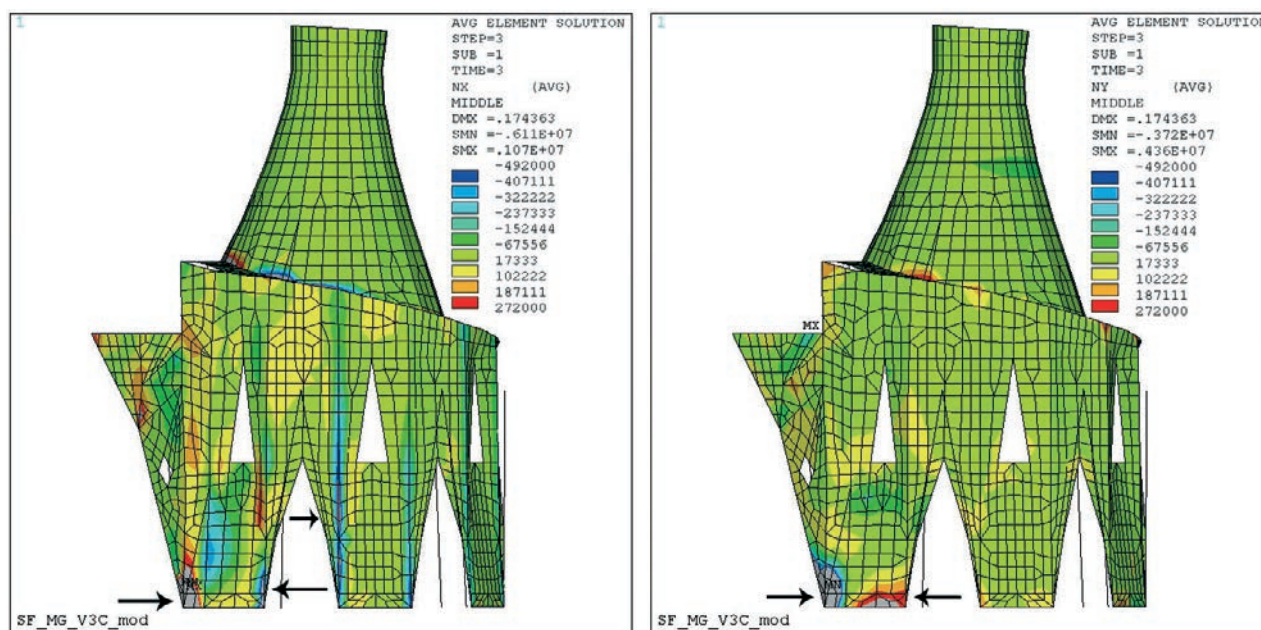 1
AVG ELEMENT SOLUTION
STEP=3
SUB =1
TIME=3
NX (AVG)
MIDDLE
DMX =.174363
SMN =-.611E+07
SMX =.107E+07
-492000
-407111
-322222
-237333
-152444
-67556
17333
102222
187111
272000
SF_MG_V3C_mod
1
AVG ELEMENT SOLUTION
STEP=3
SUB =1
TIME=3
NY (AVG)
MIDDLE
DMX =.174363
SMN =-.372E+07
SMX =.436E+07
-492000
-407111
-322222
-237333
-152444
-67556
17333
102222
187111
272000
MX
MN
SF_MG_V3C_mod